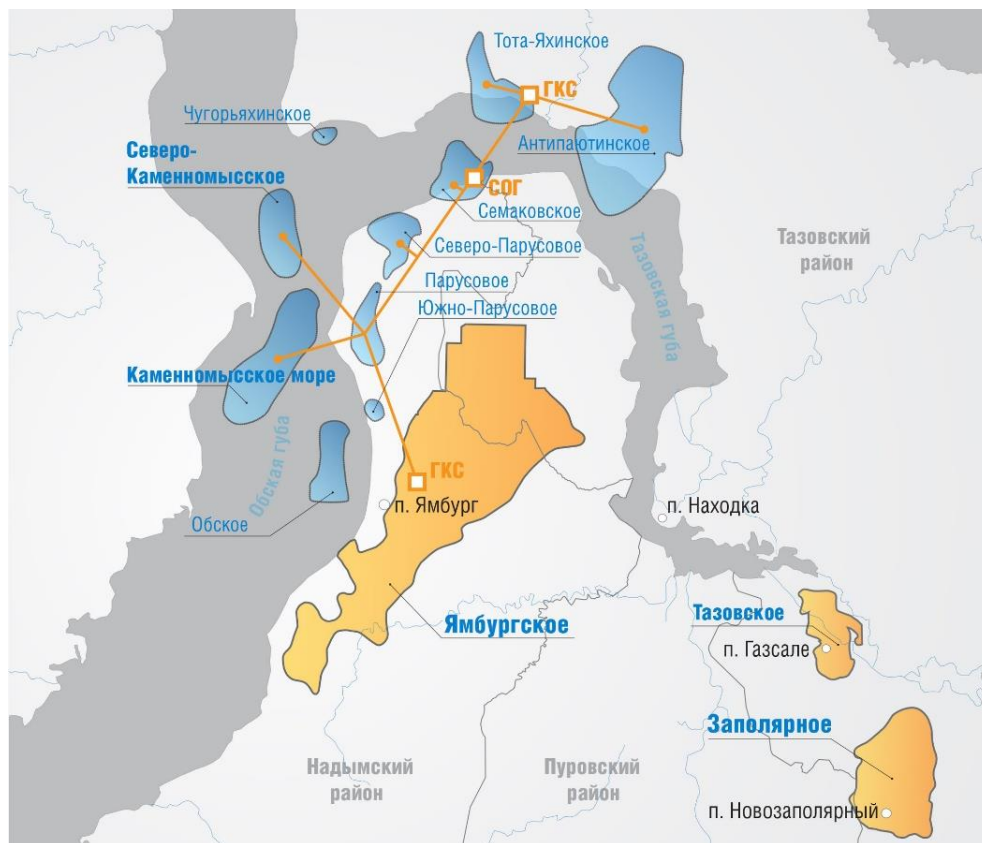 Тота-Яхинское
ГКС
Чугорьяхинское
Антипаютинское
Северо-
Каменномысское
СОГ
Семаковское
Северо-Парусовое
Тазовский
район
Парусовое
Южно-Парусовое
Тазовская губа
Каменномысское море
Обская губа
ГКС
п. Ямбург
п. Находка
Обское
Ямбургское
Тазовское
п. Газсале
Заполярное
Надымский
район
Пуровский
район
п. Новозаполярный